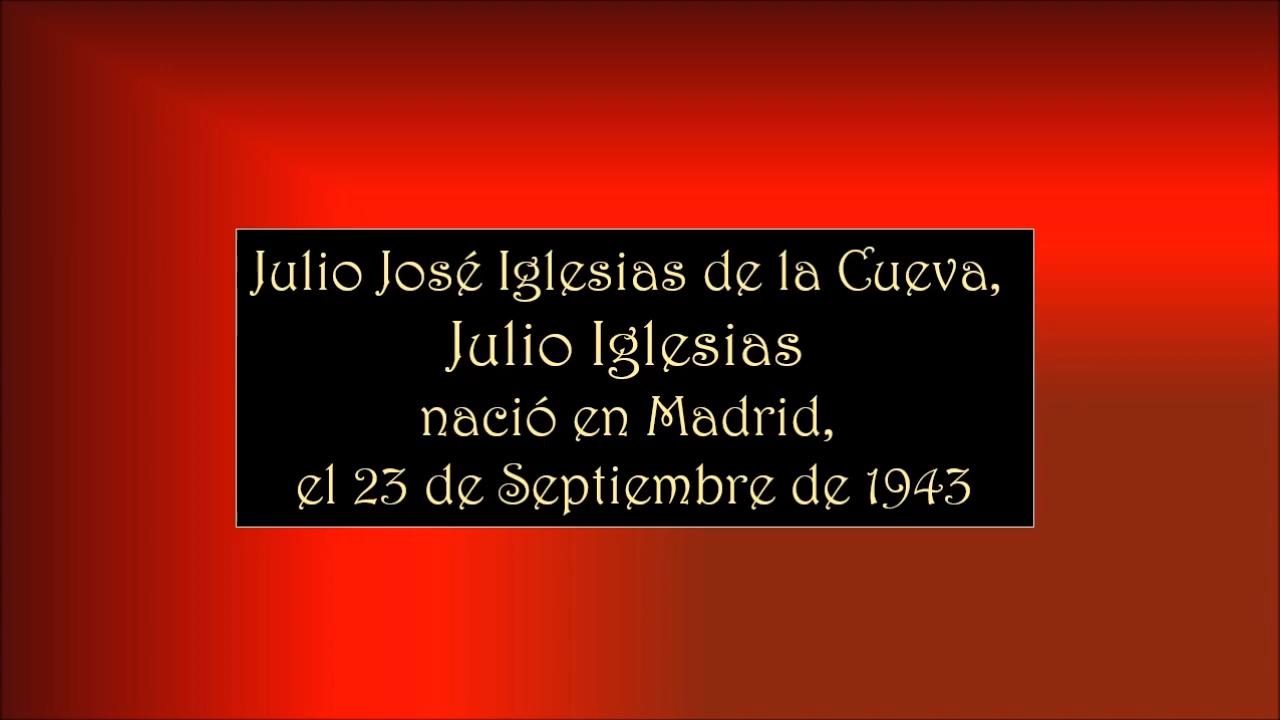 Julio José Iglesias de la Cueva,
Julio Iglesias
nació en Madrid,
el 23 de Septiembre de 1943